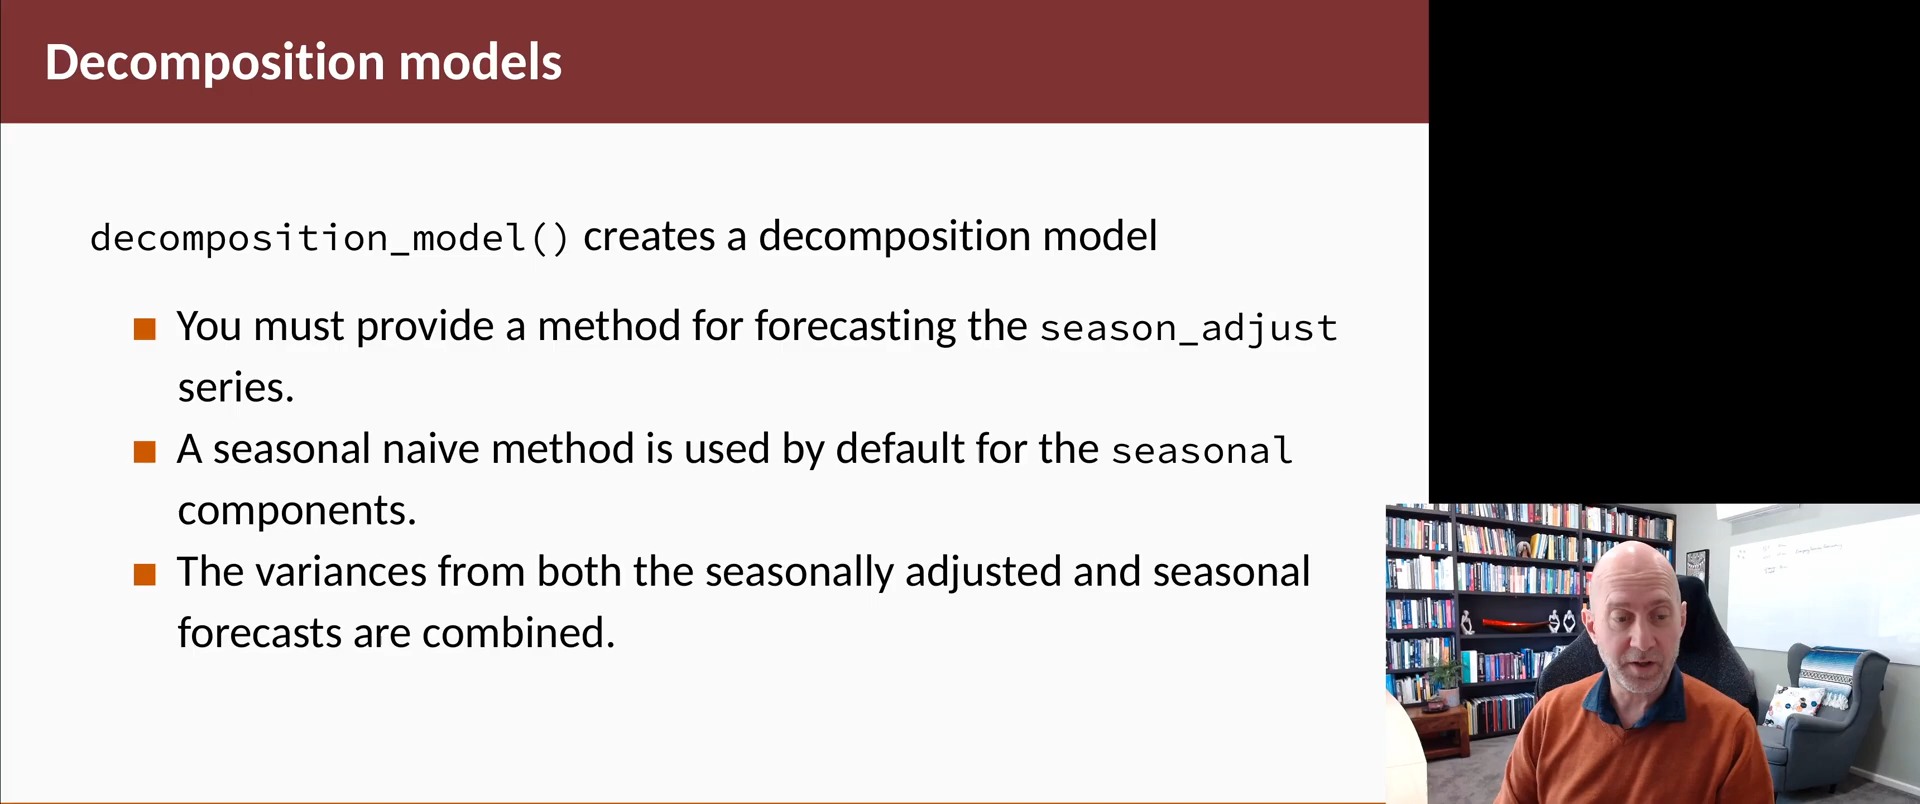 Decomposition models
decomposition_model() creates a decomposition model
■ You must provide a method for forecasting the season_adjust
series.
■ A seasonal naive method is used by default for the seasonal
components.
■ The variances from both the seasonally adjusted and seasonal
forecasts are combined.